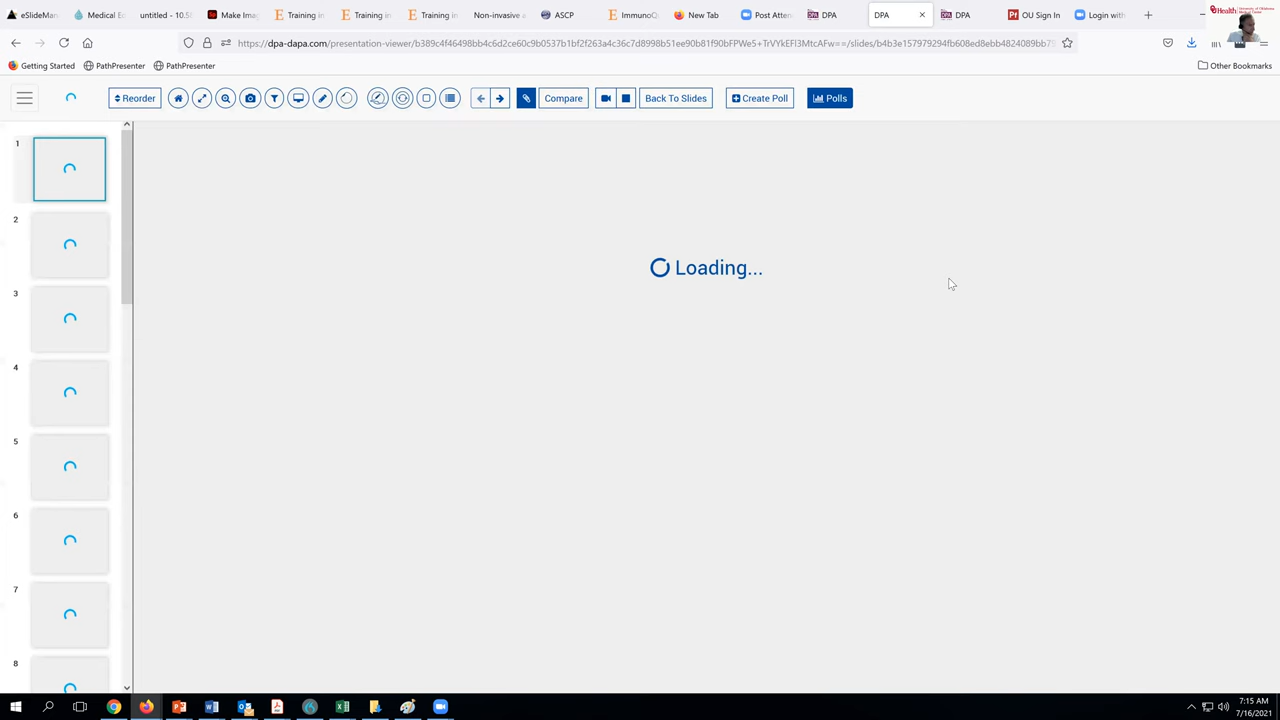 eSlideMan
Medical Ed
untitled – 10.5
Make Ima
Training in
Training in
Training in
Non-invasive a
ASCP
ImmunoQ
New Tab
Post Atten
DPA
DPA
DPA
OU Sign In
Login with
Health
https://dpa-dapa.com/presentation-viewer/b389c4f46498bb4c6d2ce60c9b0537b1bf2f263a4c36c7d8998b51ee90b81f90bFPWe5+TrVYkEFl3MtcAFw==/slides/b4b3e157979294fb608ed8ebb4824089bb7
Getting Started
PathPresenter
PathPresenter
Other Bookmarks
Reorder
Compare
Back To Slides
Create Poll
Polls
1
2
3
4
5
6
7
8
Loading...
7:15 AM
7/16/2021